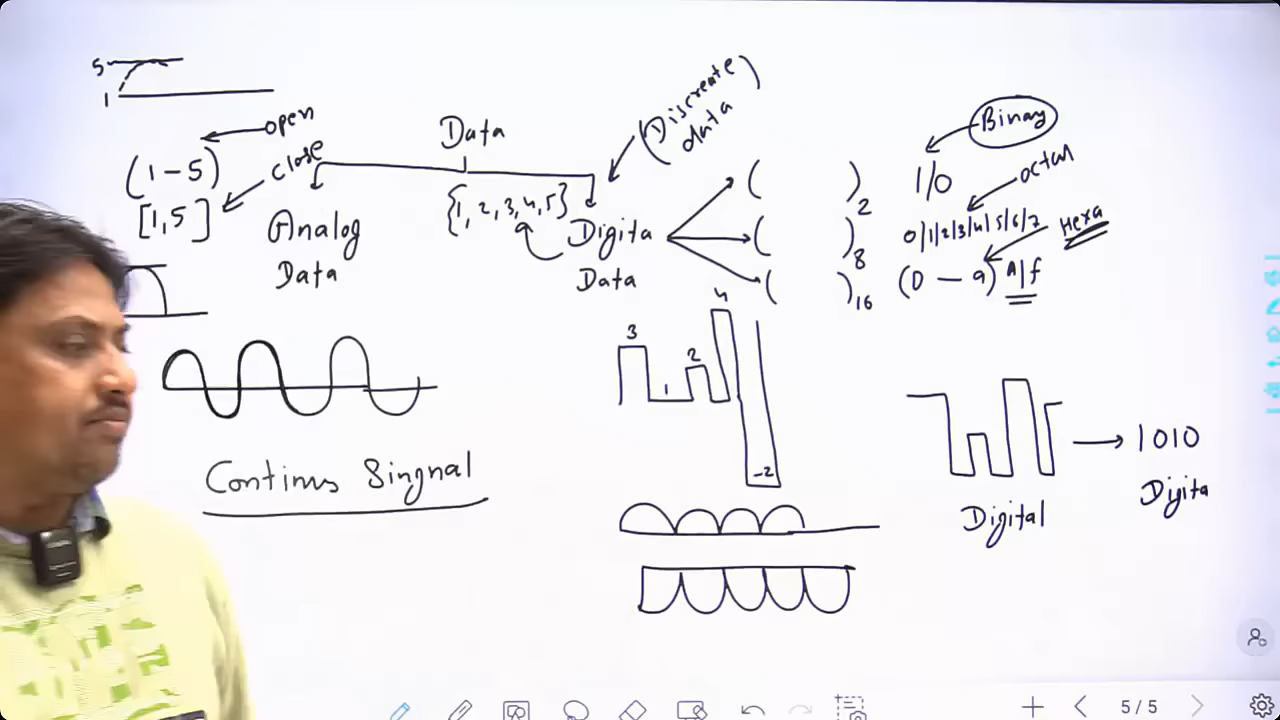 5
1
open
(1 – 5)
close
[1, 5]
Data
(Discreate
data)
Analog
Data
{1, 2, 3, 4, 5}
Digita
Data
( )2
( )8
( )16
Binary
1/0
octal
0/1/2/3/4/5/6/7
Hexa
(0 — 9) A/f
3
1
2
4
-2
Continus Singnal
Digital
1010
Digita
5/5